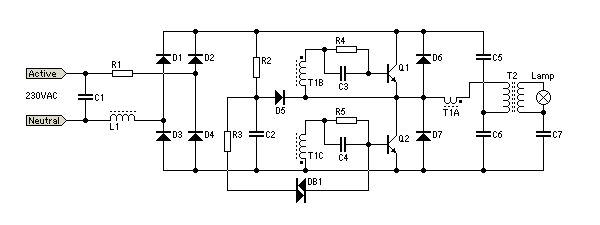 R4
D1
D2
R2
Q1
D6
C5
R1
T2
Lamp
Active
C3
T1B
230VAC
C1
D5
T1A
R5
Neutral
L1
D3
D4
R3
C2
Q2
D7
C6
C7
T1C
C4
DB1